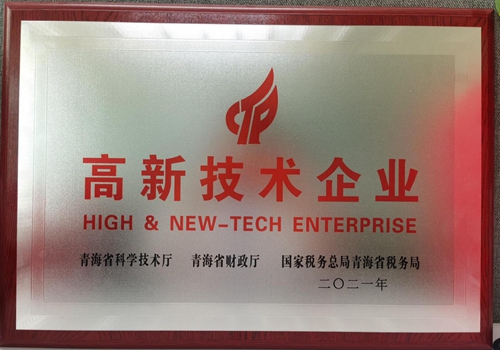 CTP
高新技术企业
HIGH & NEW-TECH ENTERPRISE
青海省科学技术厅 青海省财政厅 国家税务总局青海省税务局
二〇二一年